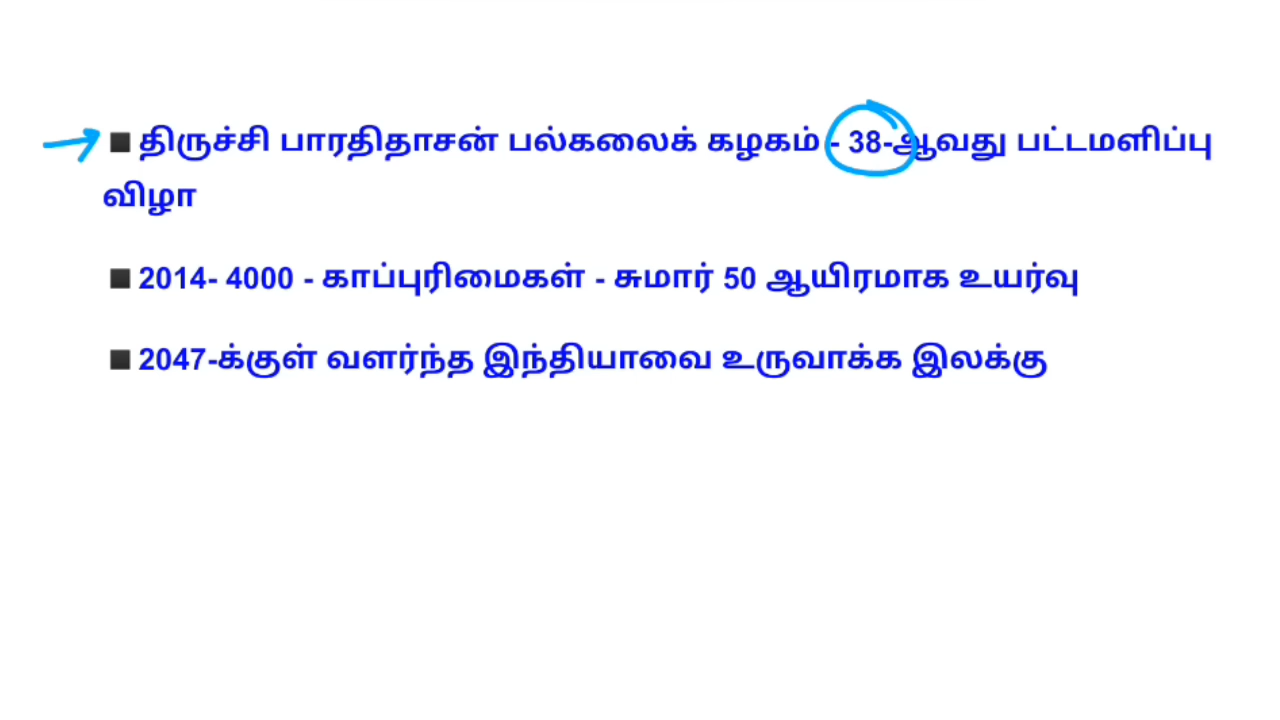 ▪ திருச்சி பாரதிதாசன் பல்கலைக் கழகம் - 38-ஆவது பட்டமளிப்பு
விழா
▪ 2014- 4000 - காப்புரிமைகள் - சுமார் 50 ஆயிரமாக உயர்வு
▪ 2047-க்குள் வளர்ந்த இந்தியாவை உருவாக்க இலக்கு